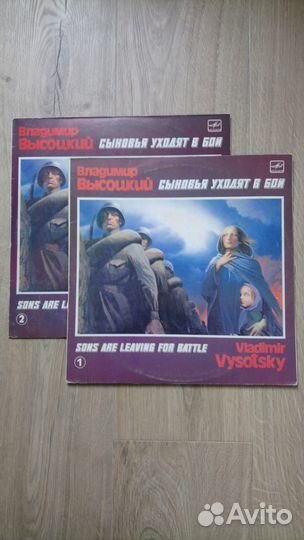 Владимир
Высоцкий СЫНОВЬЯ УХОДЯТ В БОЙ
SONS ARE LE
2
Владимир
Высоцкий СЫНОВЬЯ УХОДЯТ В БОЙ
SONS ARE LEAVING FOR BATTLE
1
Vladimir
Vysotsky
Avito